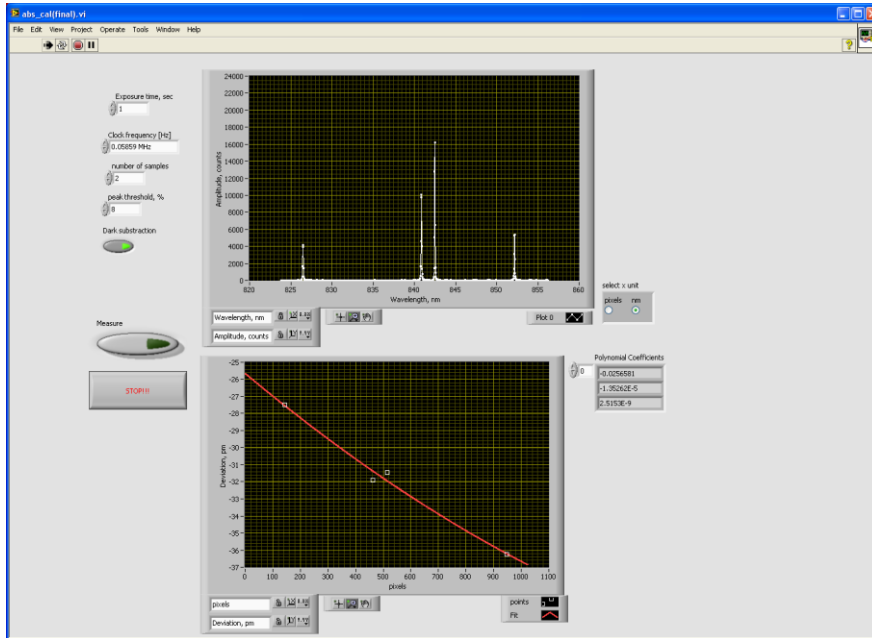 abs_cal(final).vi
File Edit View Project Operate Tools Window Help
?
Exposure time, sec
1
Clock frequency [Hz]
0.05859 MHz
number of samples
2
peak threshold, %
8
Dark substraction
Measure
STOP!!!
24000
22000
20000
18000
16000
14000
12000
10000
8000
6000
4000
2000
0
Amplitude, counts
820 825 830 835 840 845 850 855 860
Wavelength, nm
Wavelength, nm
Amplitude, counts
Plot 0
select x unit
pixels nm
-25
-26
-27
-28
-29
-30
-31
-32
-33
-34
-35
-36
-37
Deviation, pm
0 100 200 300 400 500 600 700 800 900 1000 1100
pixels
pixels
Deviation, pm
points
Fit
Polynomial Coefficients
0
-0.0256581
-1.35262E-5
2.5153E-9